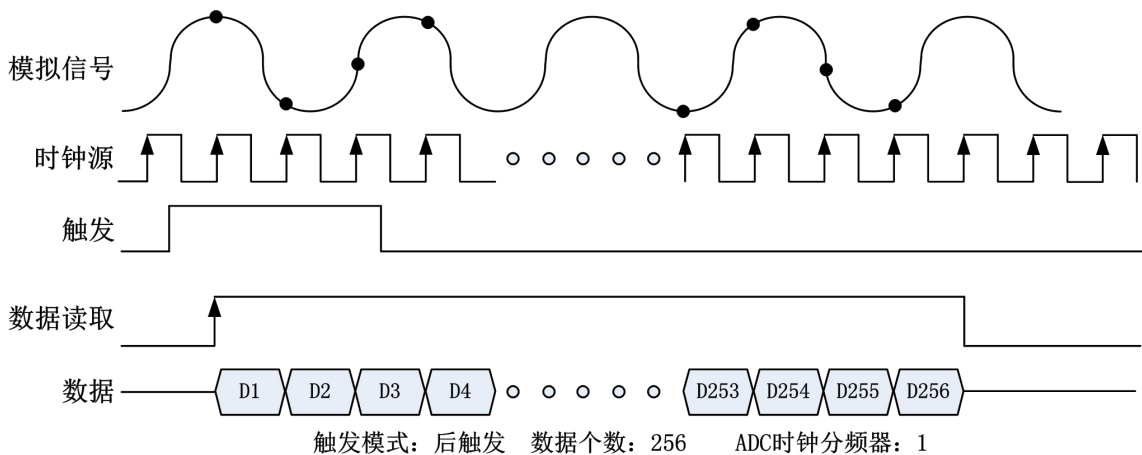 模拟信号
时钟源
触发
数据读取
数据
D1 D2 D3 D4 D253 D254 D255 D256
触发模式：后触发 数据个数：256 ADC时钟分频器：1